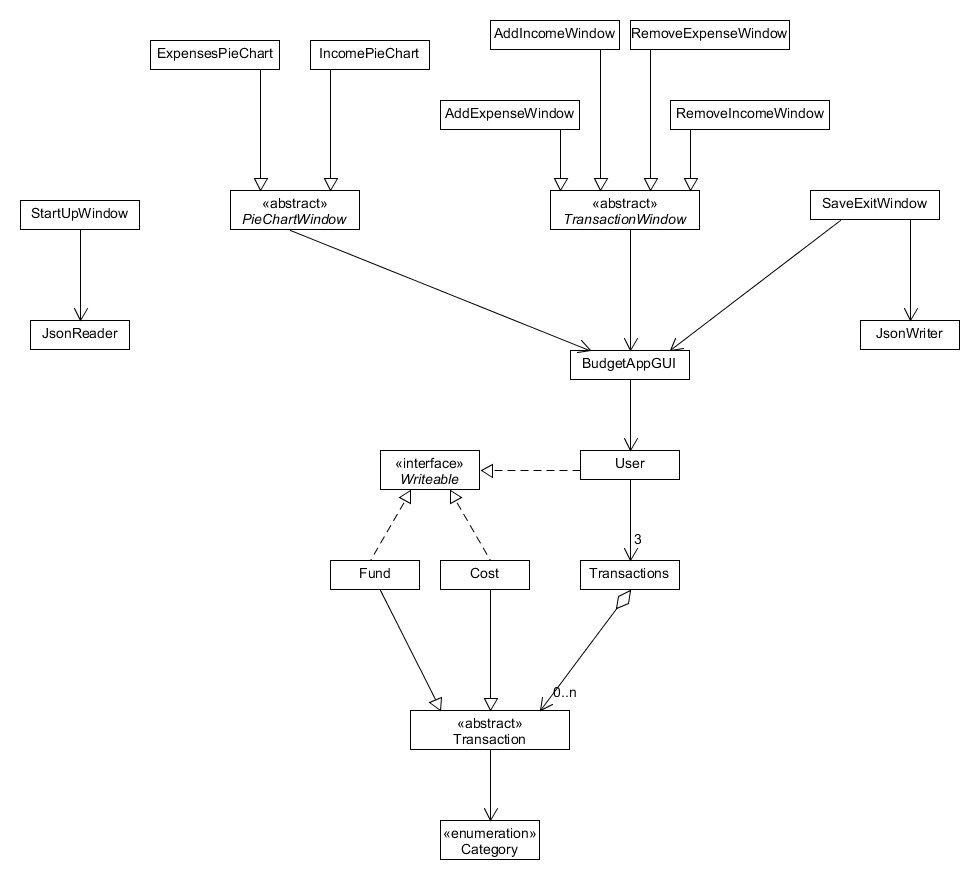 AddIncomeWindow
RemoveExpenseWindow
ExpensesPieChart
IncomePieChart
AddExpenseWindow
RemoveIncomeWindow
StartUpWindow
«abstract»
PieChartWindow
«abstract»
TransactionWindow
SaveExitWindow
JsonReader
JsonWriter
BudgetAppGUI
«interface»
Writeable
User
3
Fund
Cost
Transactions
0..n
«abstract»
Transaction
«enumeration»
Category